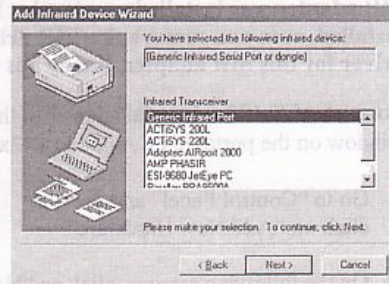 Add Infrared Device Wizard
You have selected the following infrared device:
[Generic Infrared Serial Port or dongle]
Infrared Transceiver
Generic Infrared Port
ACTiSYS 200L
ACTiSYS 220L
Adaptec AIRport 2000
AMP PHASIR
ESI-9680 JetEye PC
Please make your selection. To continue, click Next.
< Back
Next >
Cancel